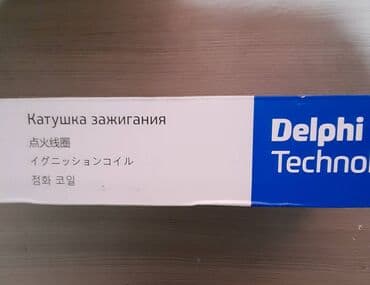 Катушка зажигания
点火线圈
イグニッションコイル
점화 코일
Delphi
Techno